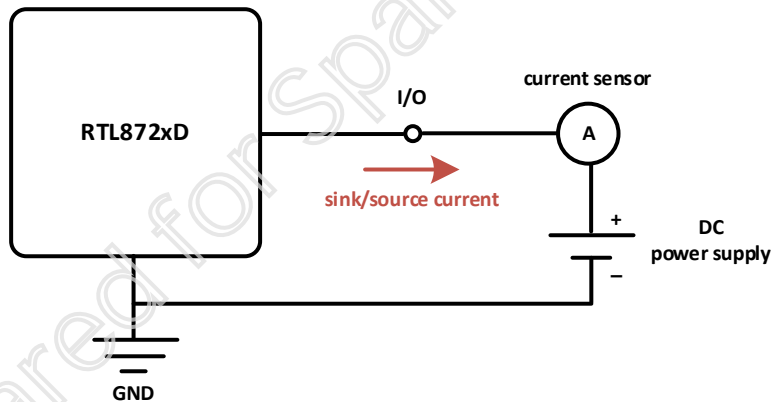 RTL872xD
I/O
current sensor
A
sink/source current
+
DC
power supply
−
GND